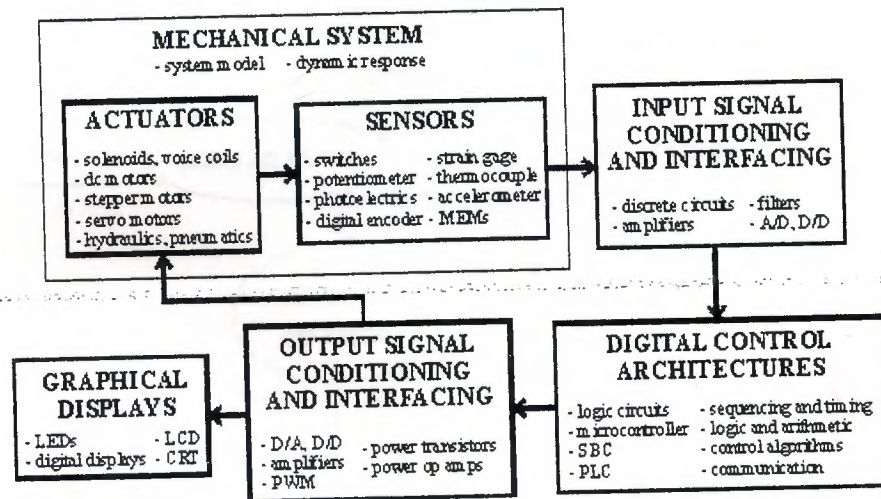 MECHANICAL SYSTEM
- system model - dynamic response
ACTUATORS
- solenoids, voice coils
- dc motors
- stepper motors
- servo motors
- hydraulics, pneumatics
SENSORS
- switches - strain gage
- potentiometer - thermocouple
- photoelectrics - accelerometer
- digital encoder - MEMs
INPUT SIGNAL
CONDITIONING
AND INTERFACING
- discrete circuits - filters
- amplifiers - A/D, D/D
GRAPHICAL
DISPLAYS
- LEDs - LCD
- digital displays - CRT
OUTPUT SIGNAL
CONDITIONING
AND INTERFACING
- D/A, D/D - power transistors
- amplifiers - power op amps
- PWM
DIGITAL CONTROL
ARCHITECTURES
- logic circuits - sequencing and timing
- microcontroller - logic and arithmetic
- SBC - control algorithms
- PLC - communication